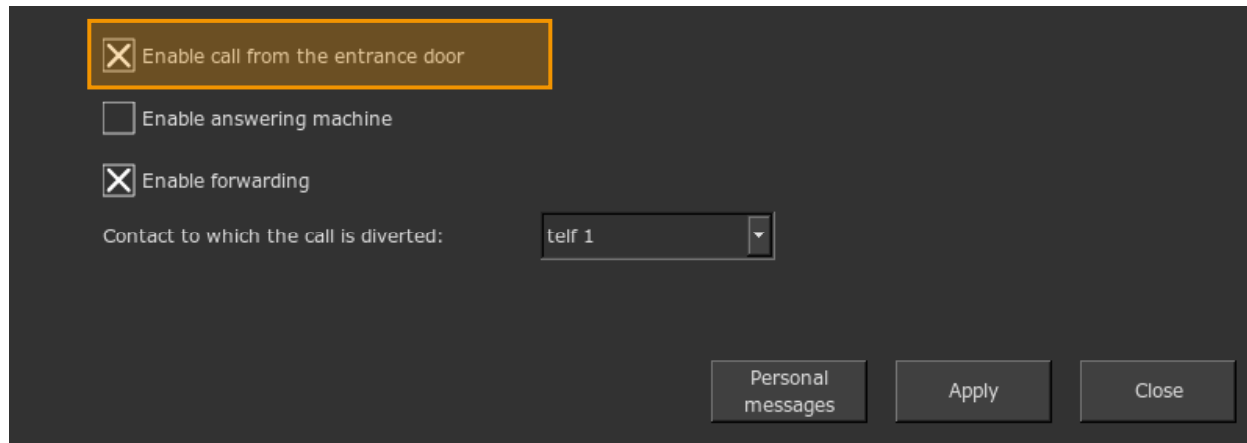 Enable call from the entrance door
Enable answering machine
Enable forwarding
Contact to which the call is diverted: telf 1
Personal
messages
Apply
Close